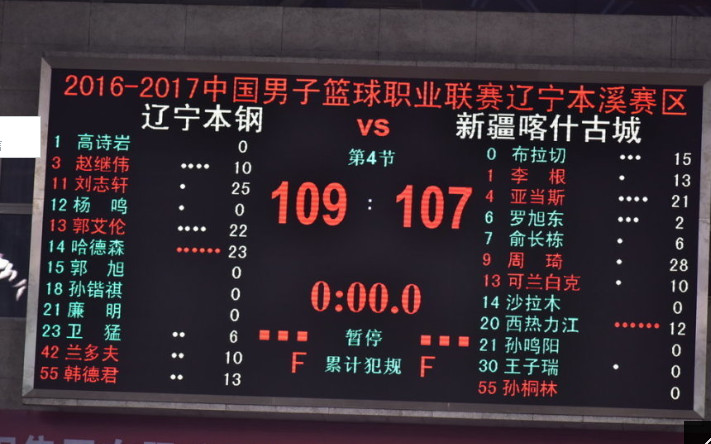 2016-2017中国男子篮球职业联赛辽宁本溪赛区
辽宁本钢 vs 新疆喀什古城
第4节
109 : 107
0:00.0
暂停
F 累计犯规 F
1 高诗岩 0
3 赵继伟 10
11 刘志轩 25
12 杨 鸣 0
13 郭艾伦 22
14 哈德森 23
15 郭 旭 0
18 孙锴祺 0
21 廉 明 0
23 卫 猛 6
42 兰多夫 10
55 韩德君 13
0 布拉切 15
1 李 根 13
4 亚当斯 21
6 罗旭东 2
7 俞长栋 6
9 周 琦 28
13 可兰白克 10
14 沙拉木 0
20 西热力江 12
21 孙鸣阳 0
30 王子瑞 0
55 孙桐林 0